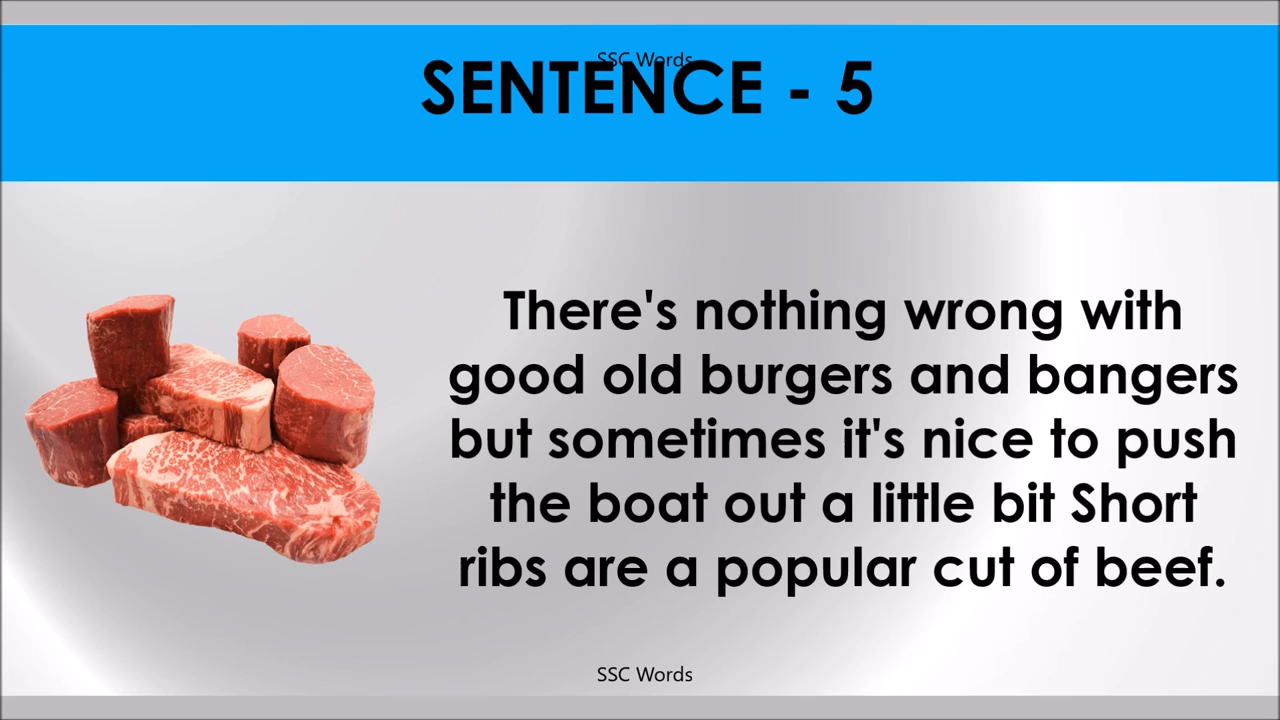 SSC Words
SENTENCE - 5
There's nothing wrong with
good old burgers and bangers
but sometimes it's nice to push
the boat out a little bit Short
ribs are a popular cut of beef.
SSC Words